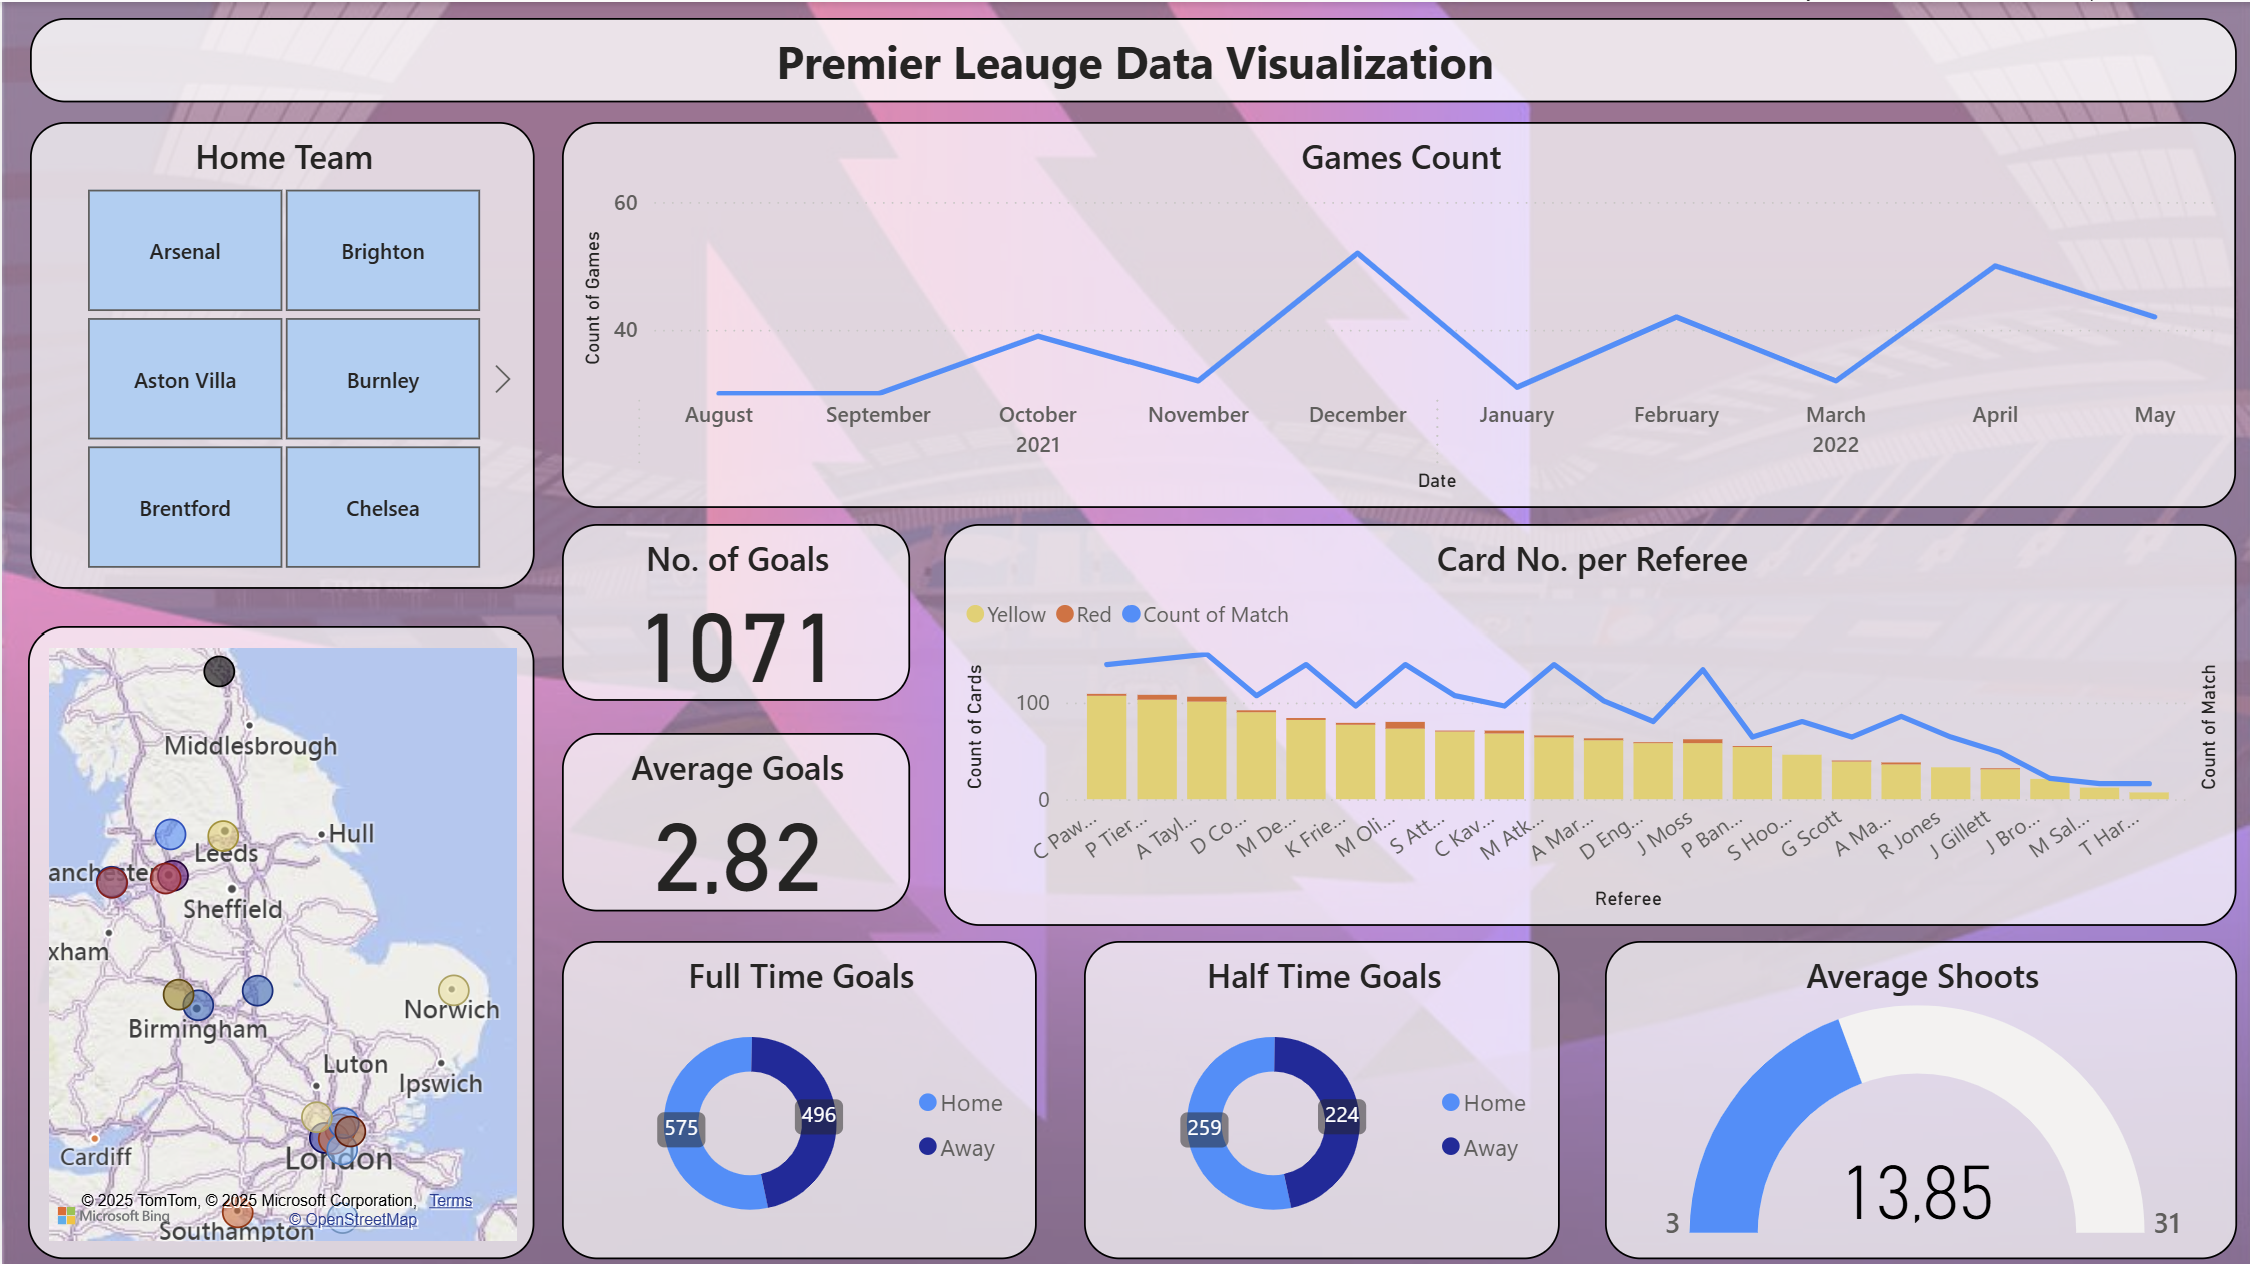 Premier Leauge Data Visualization
Home Team
Arsenal
Brighton
Aston Villa
Burnley
Brentford
Chelsea
Games Count
Count of Games
60
40
August
September
October
November
December
January
February
March
April
May
2021
2022
Date
No. of Goals
1071
Average Goals
2,82
Card No. per Referee
Yellow
Red
Count of Match
Count of Cards
100
0
Count of Match
C Paw...
P Tier...
A Tayl...
D Co...
M De...
K Frie...
M Oli...
S Att...
C Kav...
M Atk...
A Mar...
D Eng...
J Moss
P Ban...
S Hoo...
G Scott
A Ma...
R Jones
J Gillett
J Bro...
M Sal...
T Har...
Referee
Middlesbrough
Hull
Leeds
anchester
Sheffield
xham
Norwich
Birmingham
Luton
Ipswich
Cardiff
London
© 2025 TomTom, © 2025 Microsoft Corporation, Terms
Microsoft Bing
© OpenStreetMap
Southampton
Full Time Goals
575
496
Home
Away
Half Time Goals
259
224
Home
Away
Average Shoots
13,85
3
31